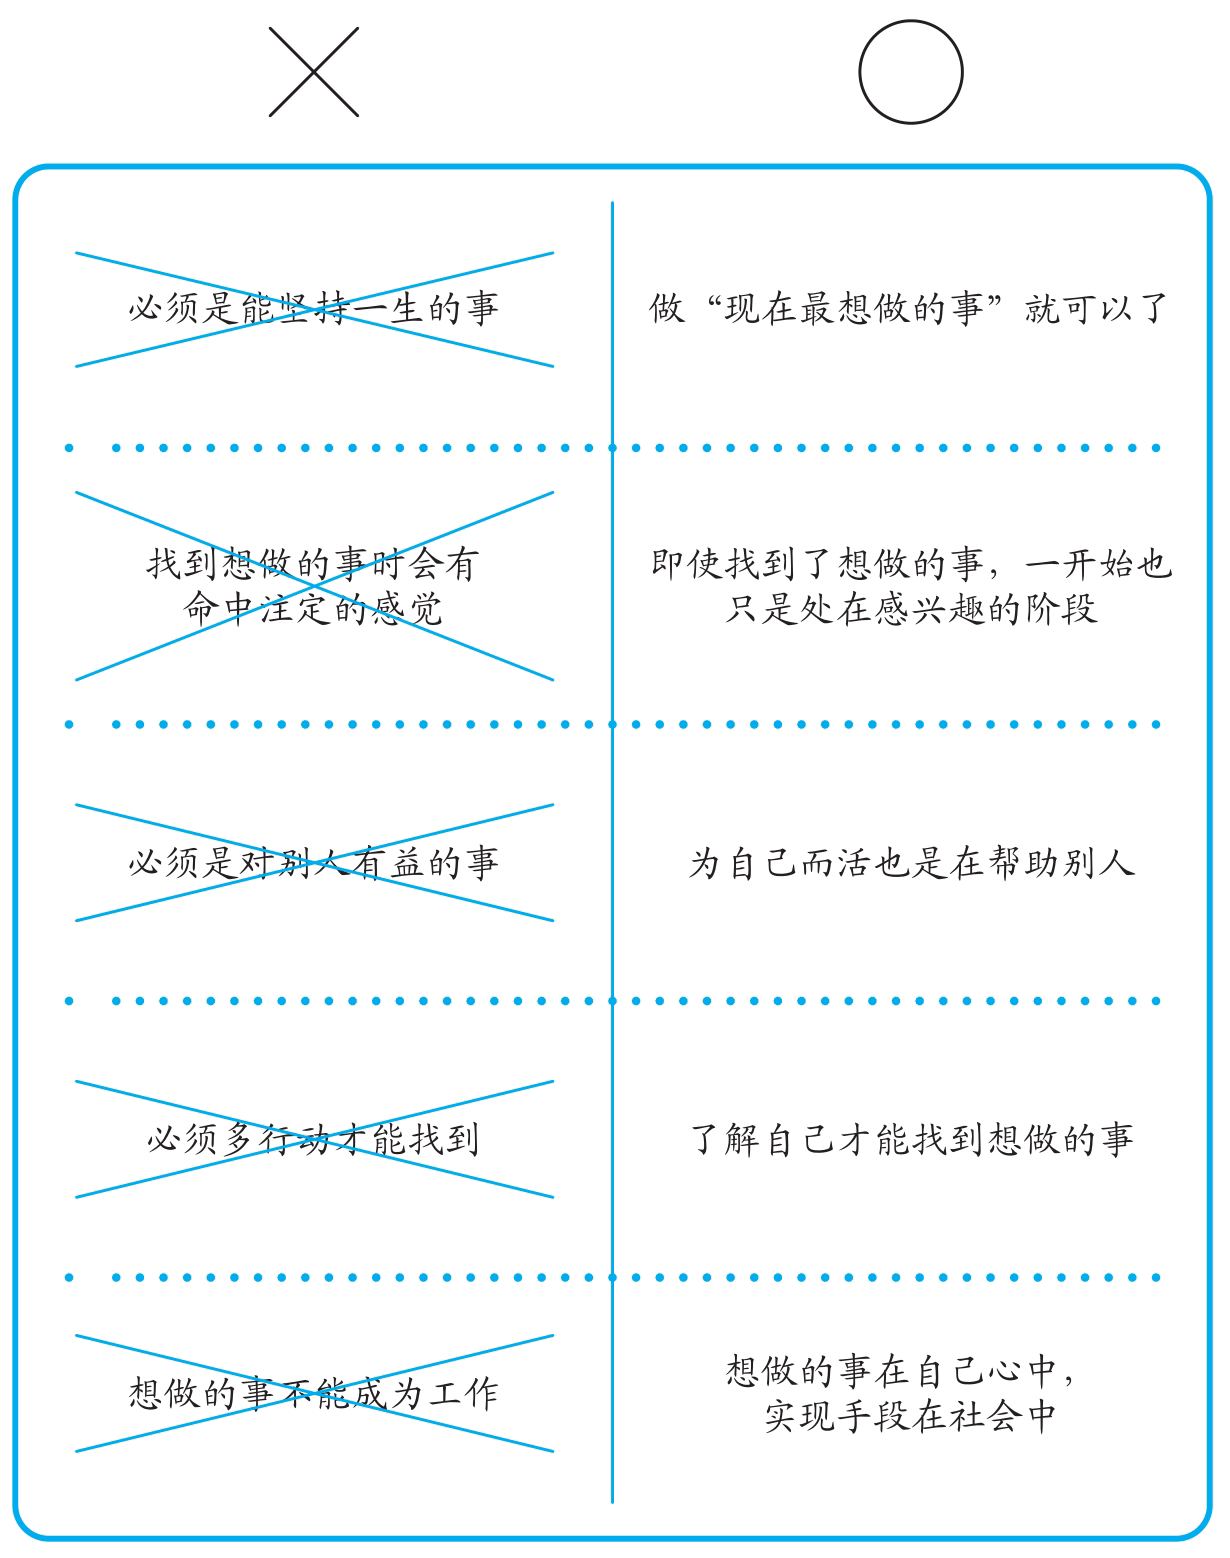 必须是能坚持一生的事
做“现在最想做的事”就可以了
找到想做的事时会有
命中注定的感觉
即使找到了想做的事，一开始也
只是处在感兴趣的阶段
必须是对别人有益的事
为自己而活也是在帮助别人
必须多行动才能找到
了解自己才能找到想做的事
想做的事不能成为工作
想做的事在自己心中，
实现手段在社会中